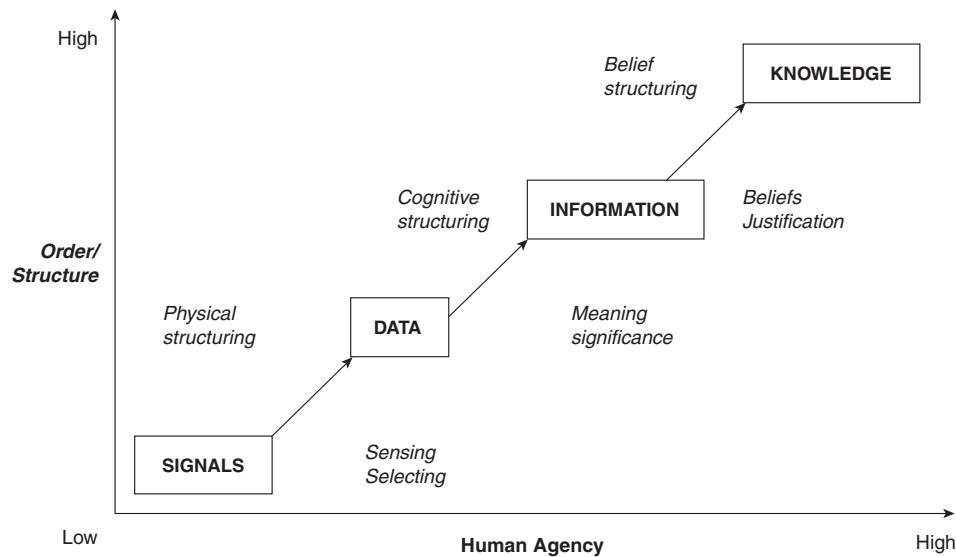 High
Belief
structuring
KNOWLEDGE
Cognitive
structuring
INFORMATION
Beliefs
Justification
Order/
Structure
Physical
structuring
DATA
Meaning
significance
SIGNALS
Sensing
Selecting
Low
Human Agency
High